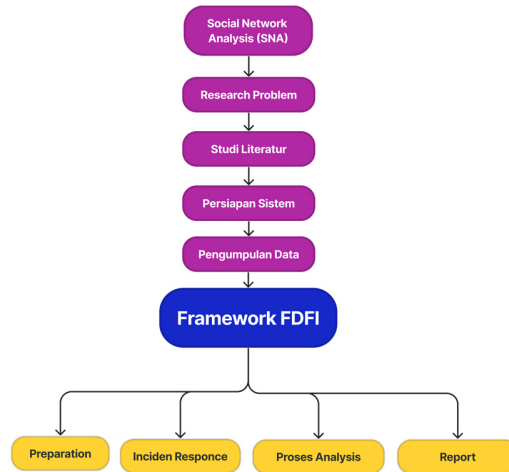 Social Network
Analysis (SNA)
Research Problem
Studi Literatur
Persiapan Sistem
Pengumpulan Data
Framework FDFI
Preparation
Inciden Responce
Proses Analysis
Report